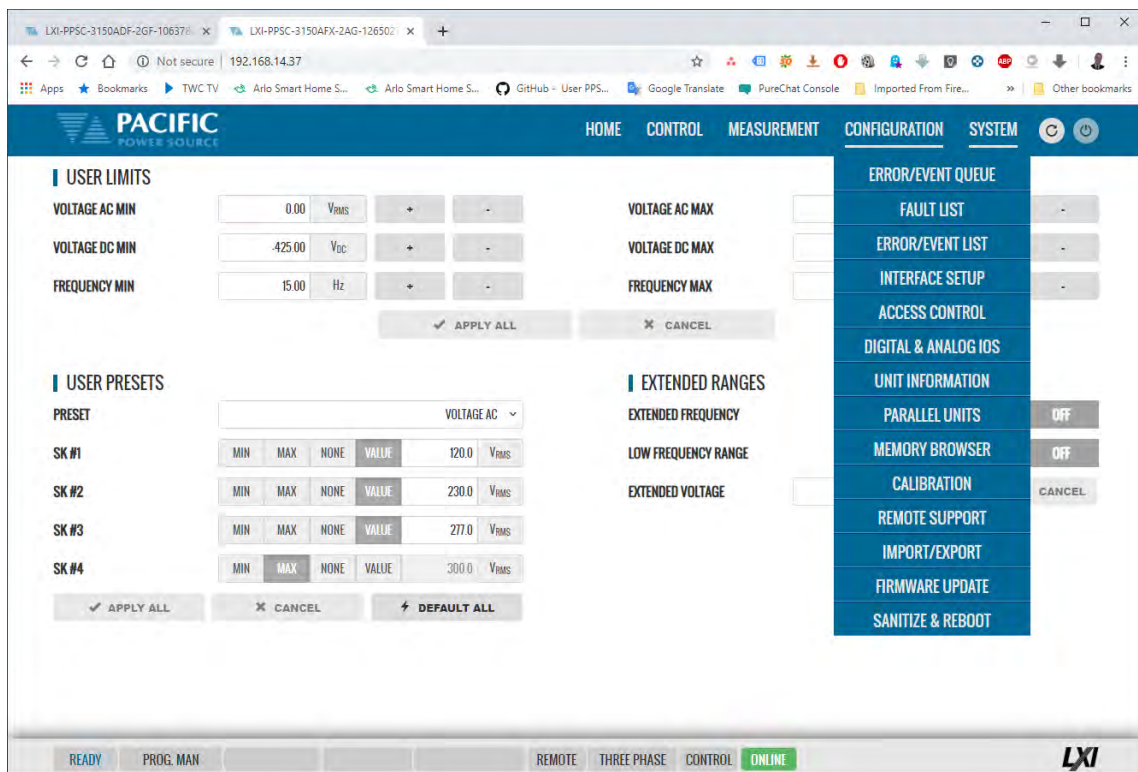 LXI-PPSC-3150ADF-2GF-106378
LXI-PPSC-3150AFX-2AG-126502
Not secure 192.168.14.37
Apps Bookmarks TWC TV Arlo Smart Home S... Arlo Smart Home S... GitHub - User PPS... Google Translate PureChat Console Imported From Fire... » Other bookmarks
PACIFIC
POWER SOURCE
HOME CONTROL MEASUREMENT CONFIGURATION SYSTEM
USER LIMITS
VOLTAGE AC MIN 0.00 VRMS + -
VOLTAGE AC MAX -
VOLTAGE DC MIN -425.00 VDC + -
VOLTAGE DC MAX -
FREQUENCY MIN 15.00 Hz + -
FREQUENCY MAX -
APPLY ALL CANCEL
ERROR/EVENT QUEUE
FAULT LIST
ERROR/EVENT LIST
INTERFACE SETUP
ACCESS CONTROL
DIGITAL & ANALOG IOS
UNIT INFORMATION
PARALLEL UNITS
MEMORY BROWSER
CALIBRATION
REMOTE SUPPORT
IMPORT/EXPORT
FIRMWARE UPDATE
SANITIZE & REBOOT
USER PRESETS
PRESET VOLTAGE AC
SK #1 MIN MAX NONE VALUE 120.0 VRMS
SK #2 MIN MAX NONE VALUE 230.0 VRMS
SK #3 MIN MAX NONE VALUE 277.0 VRMS
SK #4 MIN MAX NONE VALUE 300.0 VRMS
APPLY ALL CANCEL DEFAULT ALL
EXTENDED RANGES
EXTENDED FREQUENCY OFF
LOW FREQUENCY RANGE OFF
EXTENDED VOLTAGE CANCEL
READY PROG. MAN REMOTE THREE PHASE CONTROL ONLINE LXI